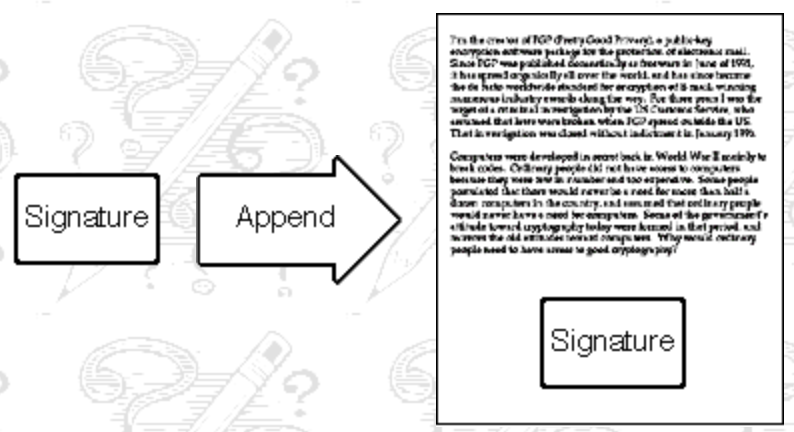 Signature
Append
I'm the creator of PGP (Pretty Good Privacy), a public-key
encryption software package for the protection of electronic mail.
Since PGP was published domestically as freeware in June of 1991,
it has spread organically all over the world, and has since become
the de facto worldwide standard for encryption of E-mail, winning
numerous industry awards along the way. For three years I was the
target of a criminal investigation by the US Customs Service, who
assumed that laws were broken when PGP spread outside the US.
That investigation was closed without indictment in January 1996.
Computers were developed in secret back in World War II mainly to
break codes. Ordinary people did not have access to computers,
because they were few in number and too expensive. Some people
postulated that there would never be a need for more than half a
dozen computers in the country, and assumed that ordinary people
would never have a need for computers. Some of the government's
attitude toward cryptography today were formed in that period, and
mirrors the old attitudes toward computers. Why would ordinary
people need to have access to good cryptography?
Signature